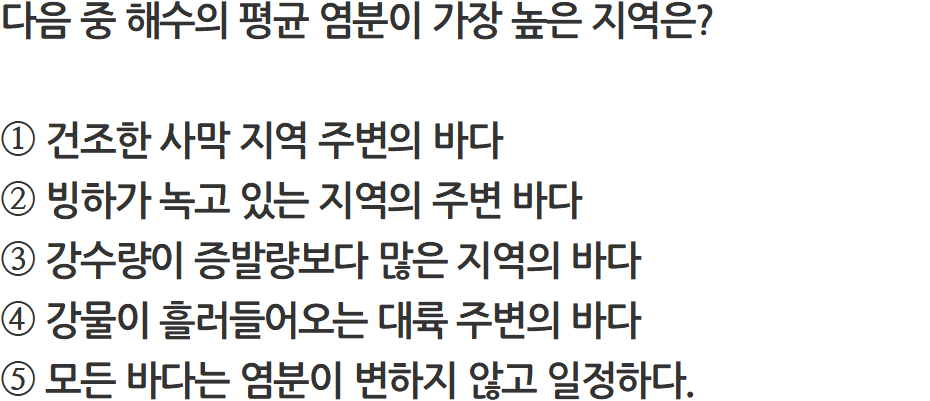 다음 중 해수의 평균 염분이 가장 높은 지역은?
① 건조한 사막 지역 주변의 바다
② 빙하가 녹고 있는 지역의 주변 바다
③ 강수량이 증발량보다 많은 지역의 바다
④ 강물이 흘러들어오는 대륙 주변의 바다
⑤ 모든 바다는 염분이 변하지 않고 일정하다.